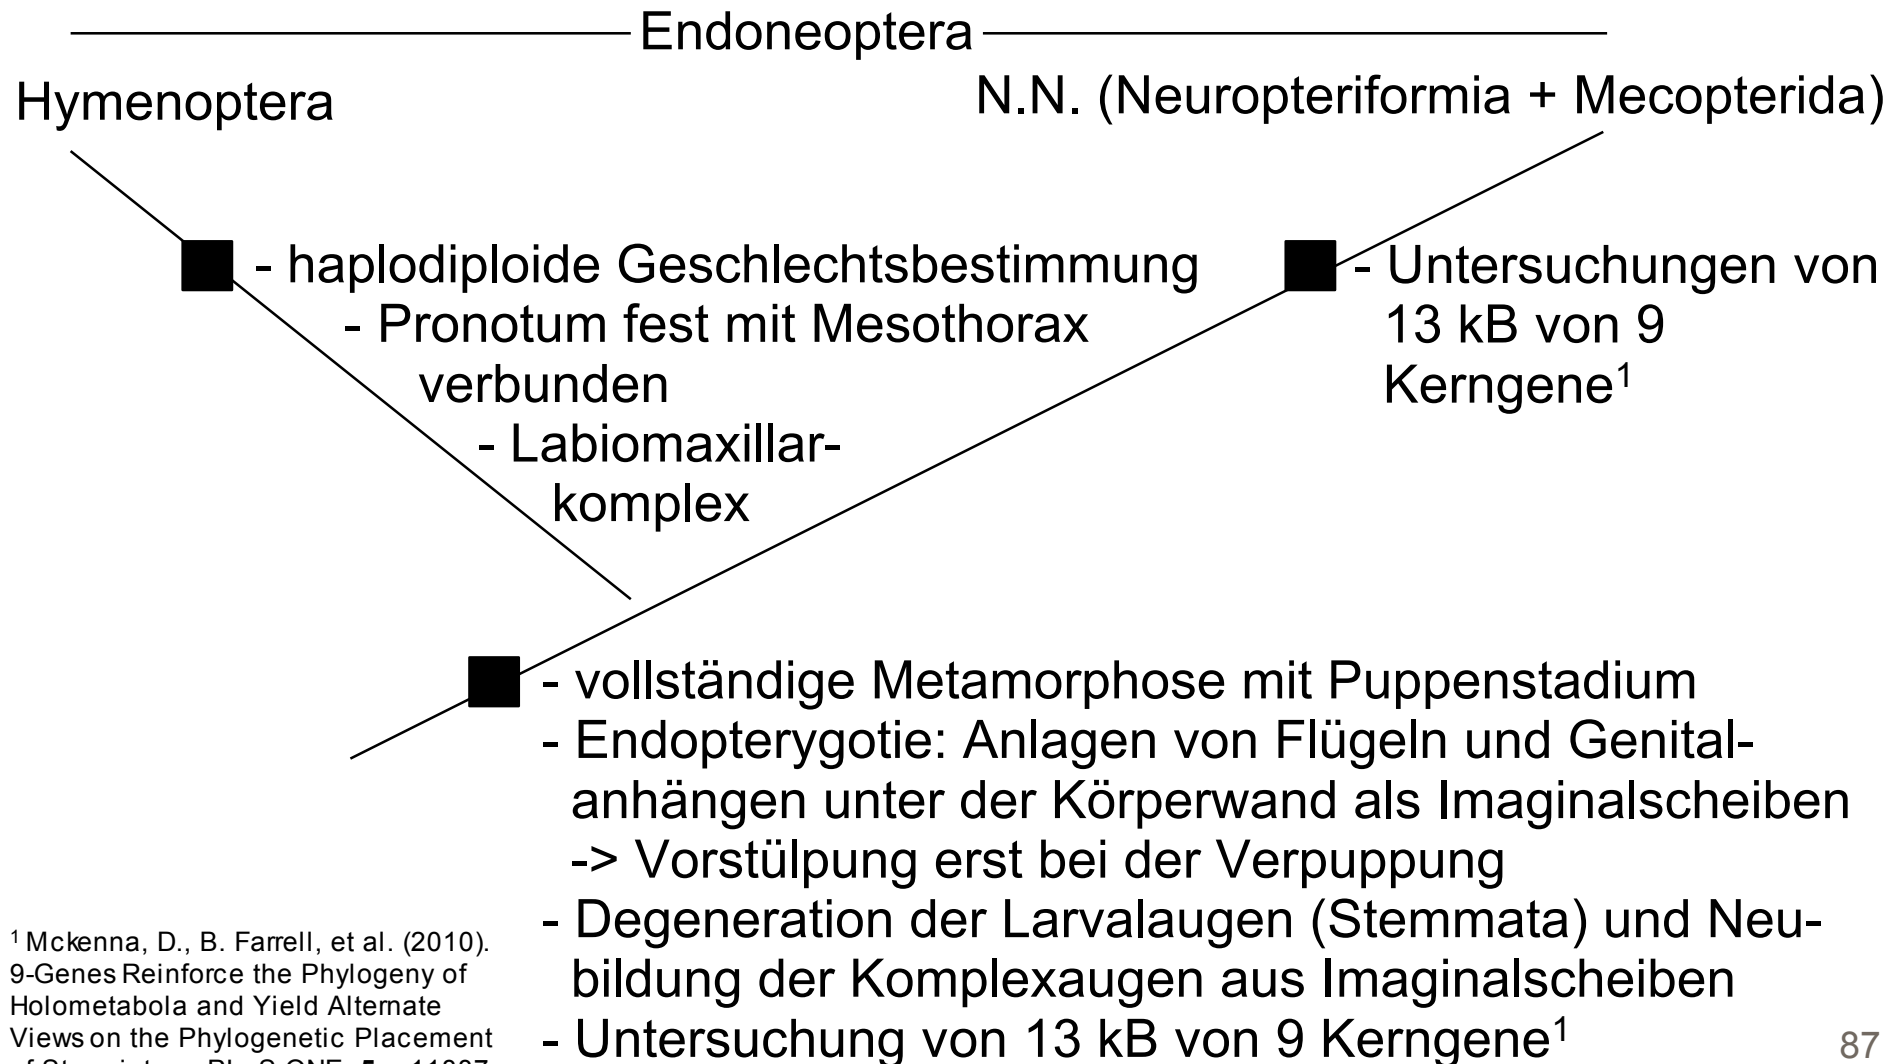 Endoneoptera
Hymenoptera
N.N. (Neuropteriformia + Mecopterida)
- haplodiploide Geschlechtsbestimmung
- Pronotum fest mit Mesothorax
verbunden
- Labiomaxillar-
komplex
- Untersuchungen von
13 kB von 9
Kerngene¹
- vollständige Metamorphose mit Puppenstadium
- Endopterygotie: Anlagen von Flügeln und Genital-
anhängen unter der Körperwand als Imaginalscheiben
-> Vorstülpung erst bei der Verpuppung
- Degeneration der Larvalaugen (Stemmata) und Neu-
bildung der Komplexaugen aus Imaginalscheiben
- Untersuchung von 13 kB von 9 Kerngene¹
¹ Mckenna, D., B. Farrell, et al. (2010).
9-Genes Reinforce the Phylogeny of
Holometabola and Yield Alternate
Views on the Phylogenetic Placement
87